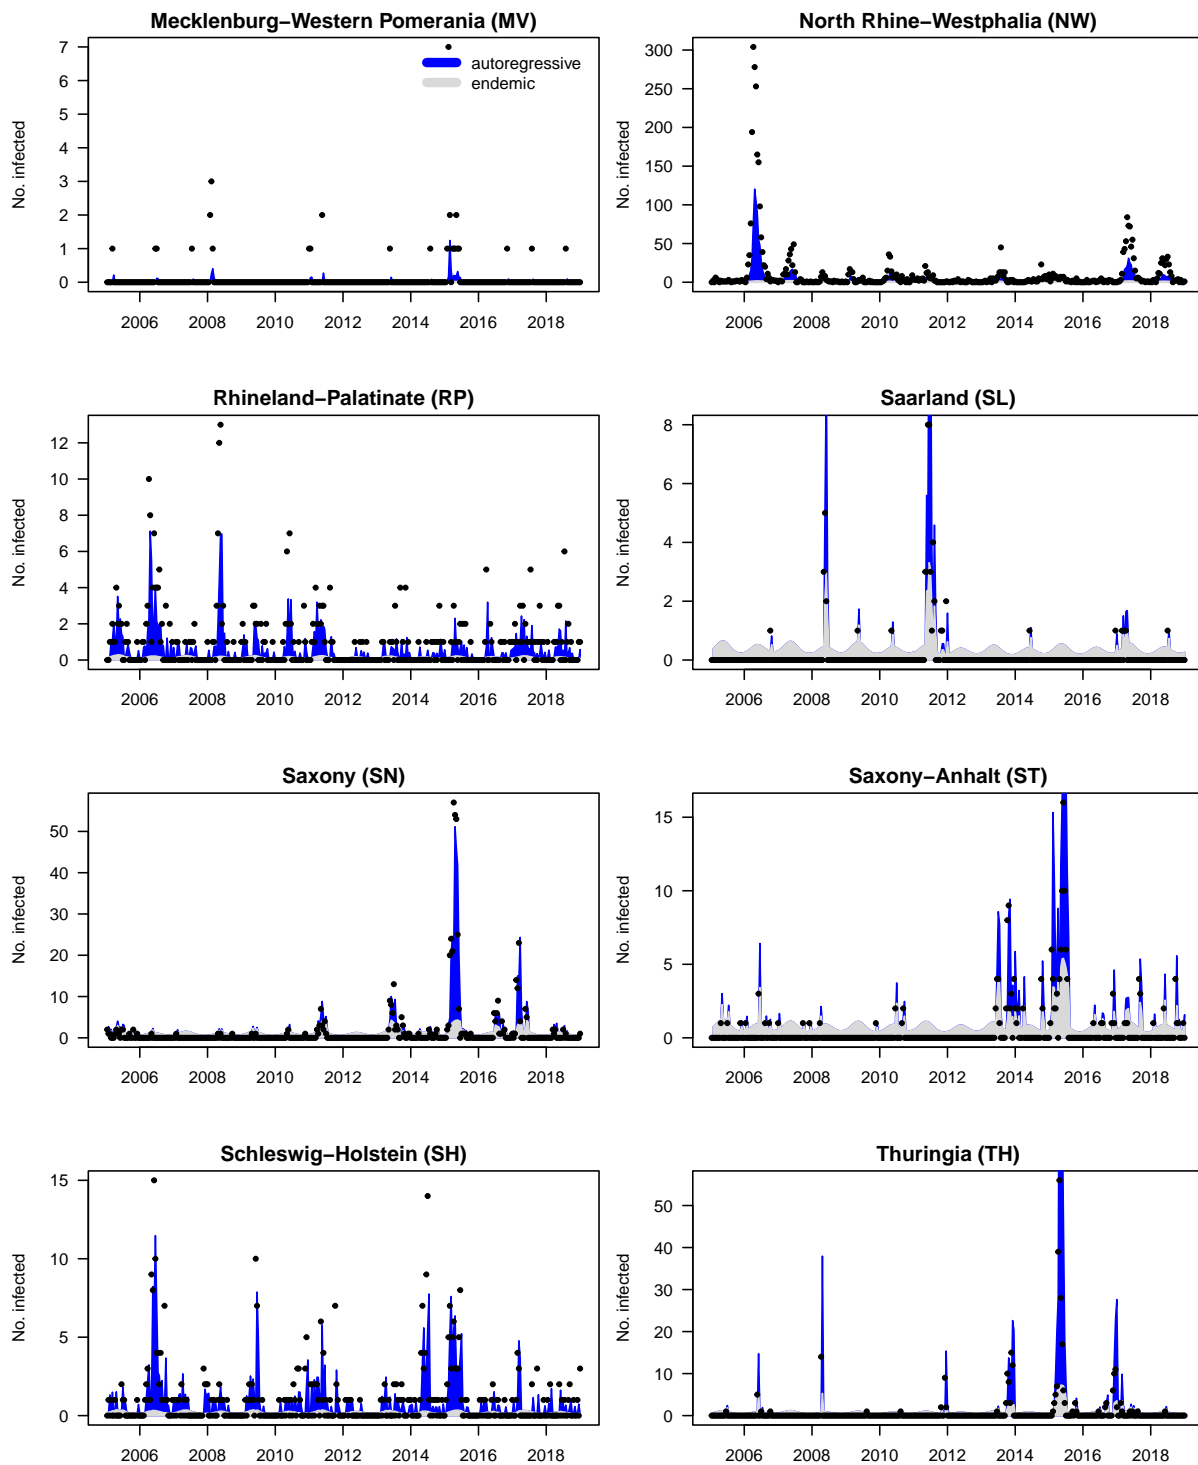 Mecklenburg−Western Pomerania (MV)
No. infected
7
6
5
4
3
2
1
0
autoregressive
endemic
2006 2008 2010 2012 2014 2016 2018
North Rhine−Westphalia (NW)
No. infected
300
250
200
150
100
50
0
2006 2008 2010 2012 2014 2016 2018
Rhineland−Palatinate (RP)
No. infected
12
10
8
6
4
2
0
2006 2008 2010 2012 2014 2016 2018
Saarland (SL)
No. infected
8
6
4
2
0
2006 2008 2010 2012 2014 2016 2018
Saxony (SN)
No. infected
50
40
30
20
10
0
2006 2008 2010 2012 2014 2016 2018
Saxony−Anhalt (ST)
No. infected
15
10
5
0
2006 2008 2010 2012 2014 2016 2018
Schleswig−Holstein (SH)
No. infected
15
10
5
0
2006 2008 2010 2012 2014 2016 2018
Thuringia (TH)
No. infected
50
40
30
20
10
0
2006 2008 2010 2012 2014 2016 2018